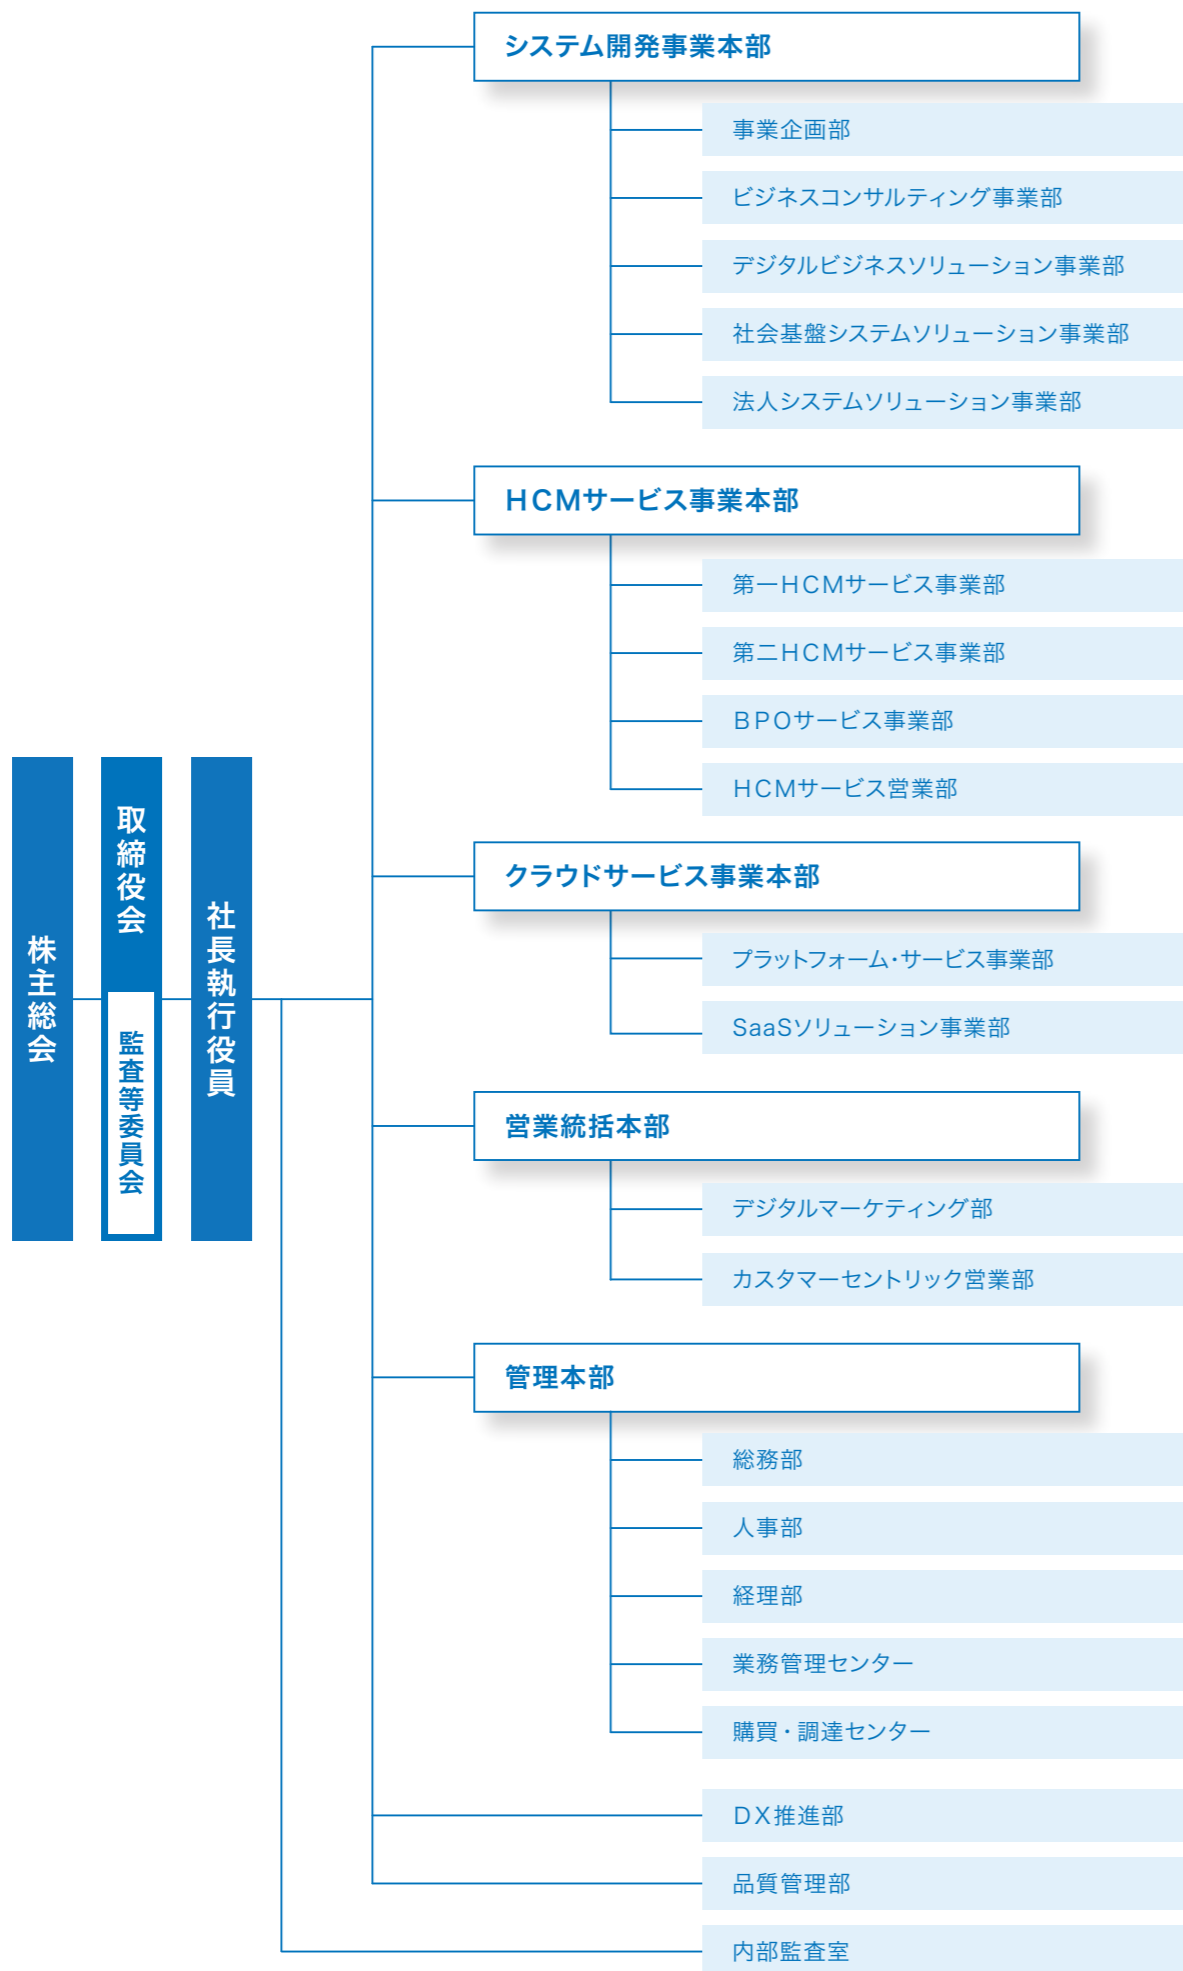 株主総会
取締役会
監査等委員会
社長執行役員
システム開発事業本部
事業企画部
ビジネスコンサルティング事業部
デジタルビジネスソリューション事業部
社会基盤システムソリューション事業部
法人システムソリューション事業部
HCMサービス事業本部
第一HCMサービス事業部
第二HCMサービス事業部
BPOサービス事業部
HCMサービス営業部
クラウドサービス事業本部
プラットフォーム・サービス事業部
SaaSソリューション事業部
営業統括本部
デジタルマーケティング部
カスタマーセントリック営業部
管理本部
総務部
人事部
経理部
業務管理センター
購買・調達センター
DX推進部
品質管理部
内部監査室